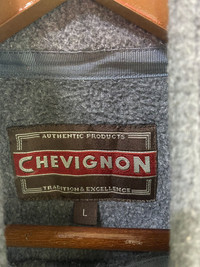 AUTHENTIC PRODUCTS
CHEVIGNON
TRADITION & EXCELLENCE
L